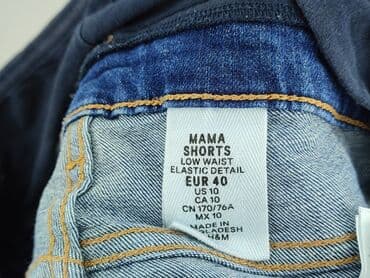 MAMA
SHORTS
LOW WAIST
ELASTIC DETAIL
EUR 40
US 10
CA 10
CN 170/76A
MX 10
MADE IN
H&M